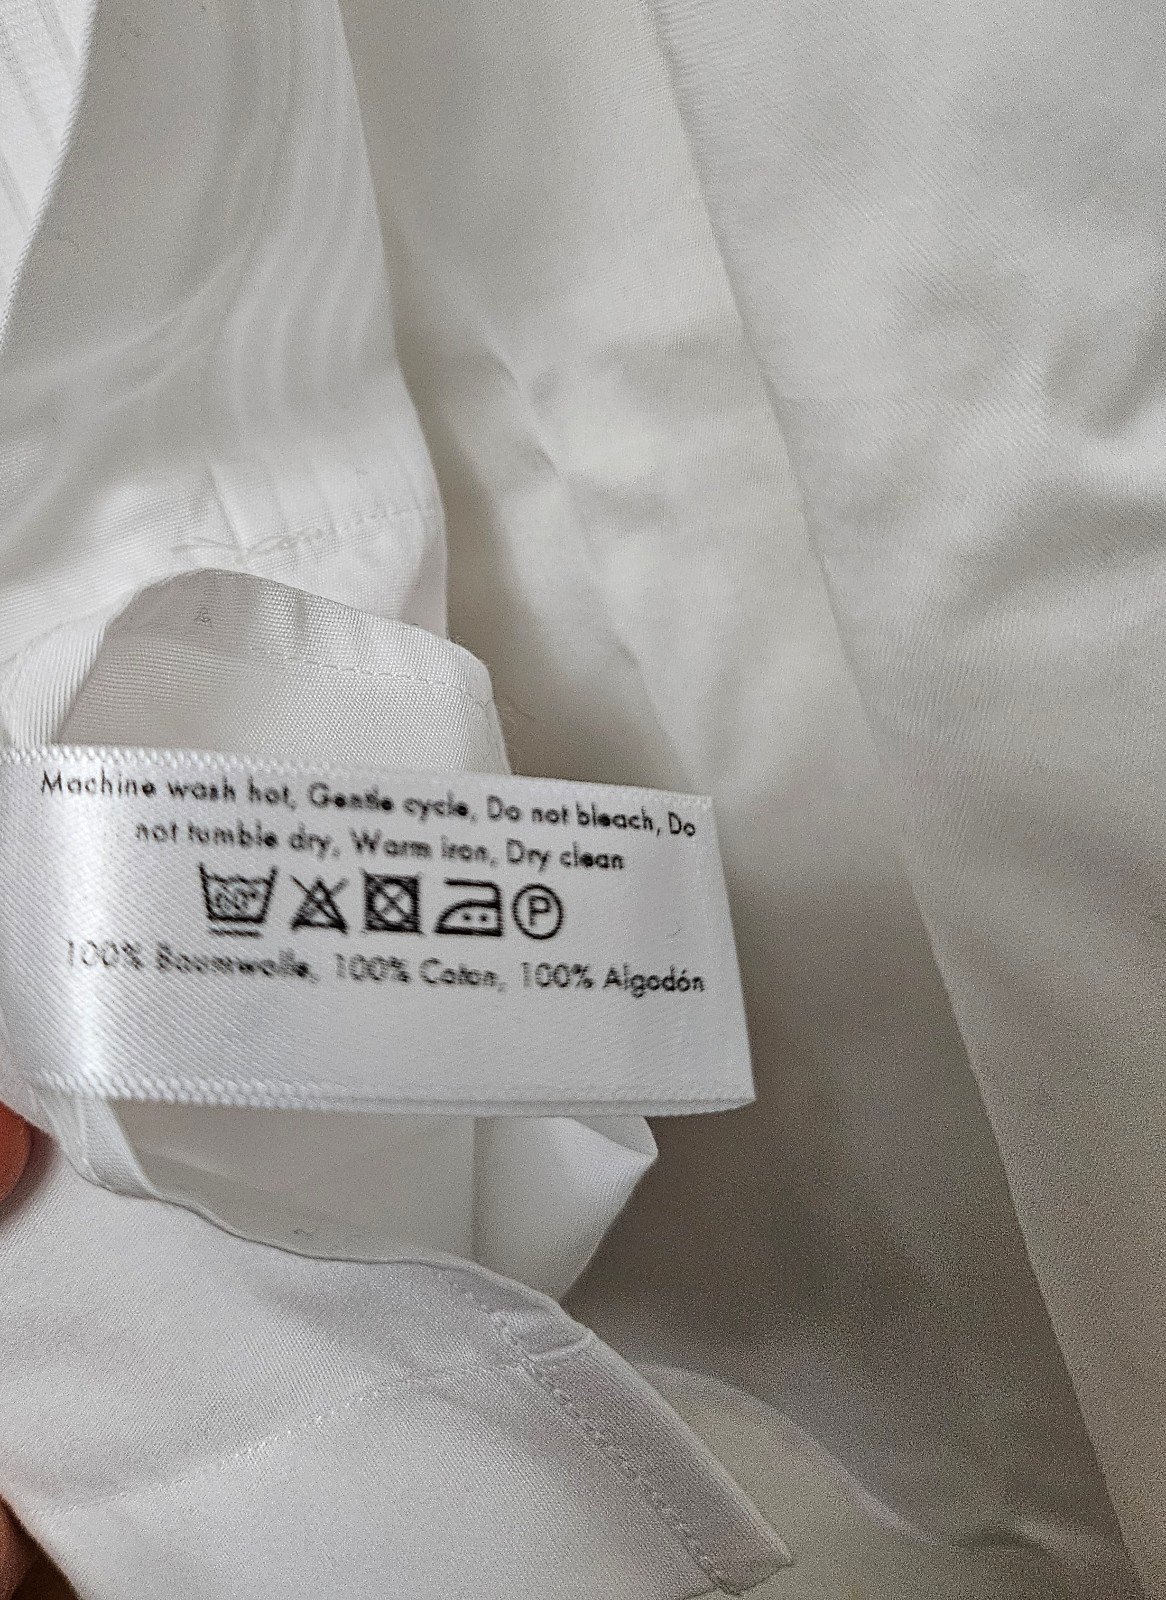 Machine wash hot, Gentle cycle, Do not bleach, Do
not tumble dry, Warm iron, Dry clean
60° P
100% Baumwolle, 100% Coton, 100% Algodón